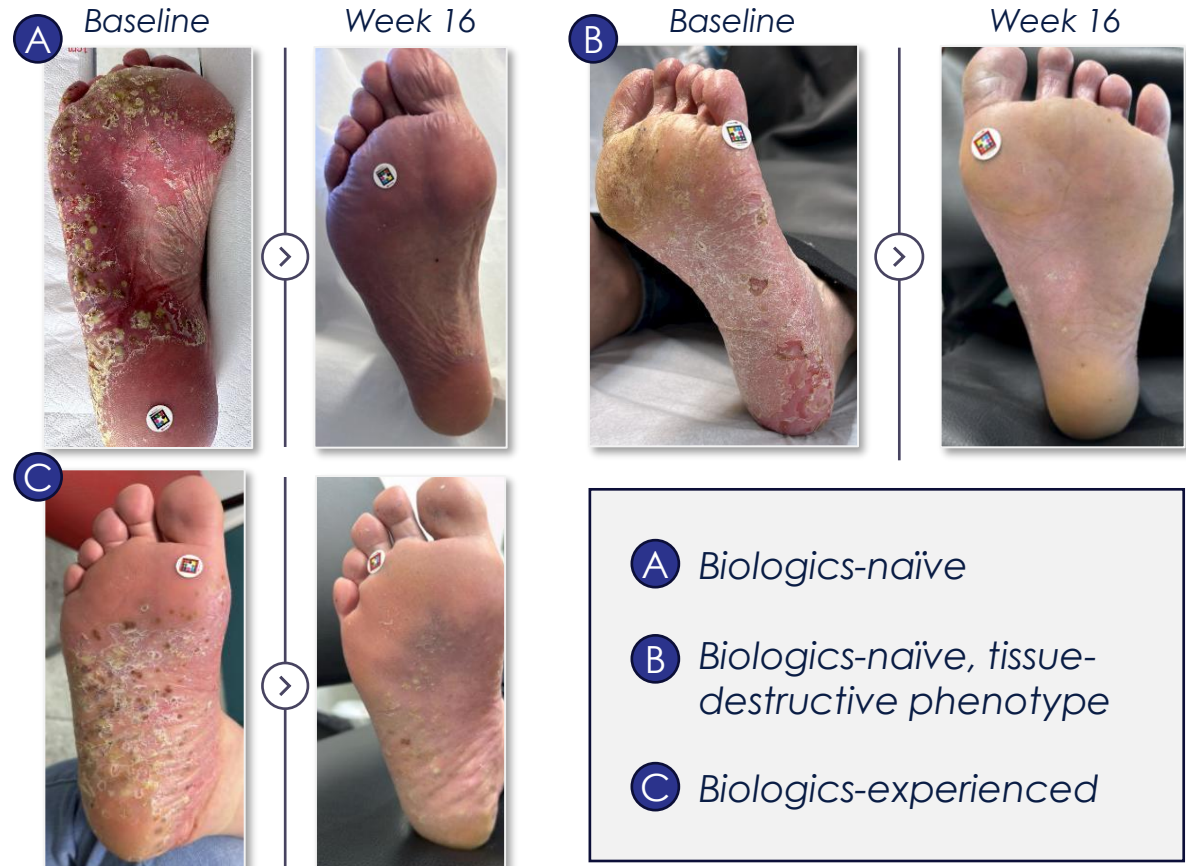 A
Baseline
Week 16
B
Baseline
Week 16
C
A
Biologics-naïve
B
Biologics-naïve, tissue-
destructive phenotype
C
Biologics-experienced